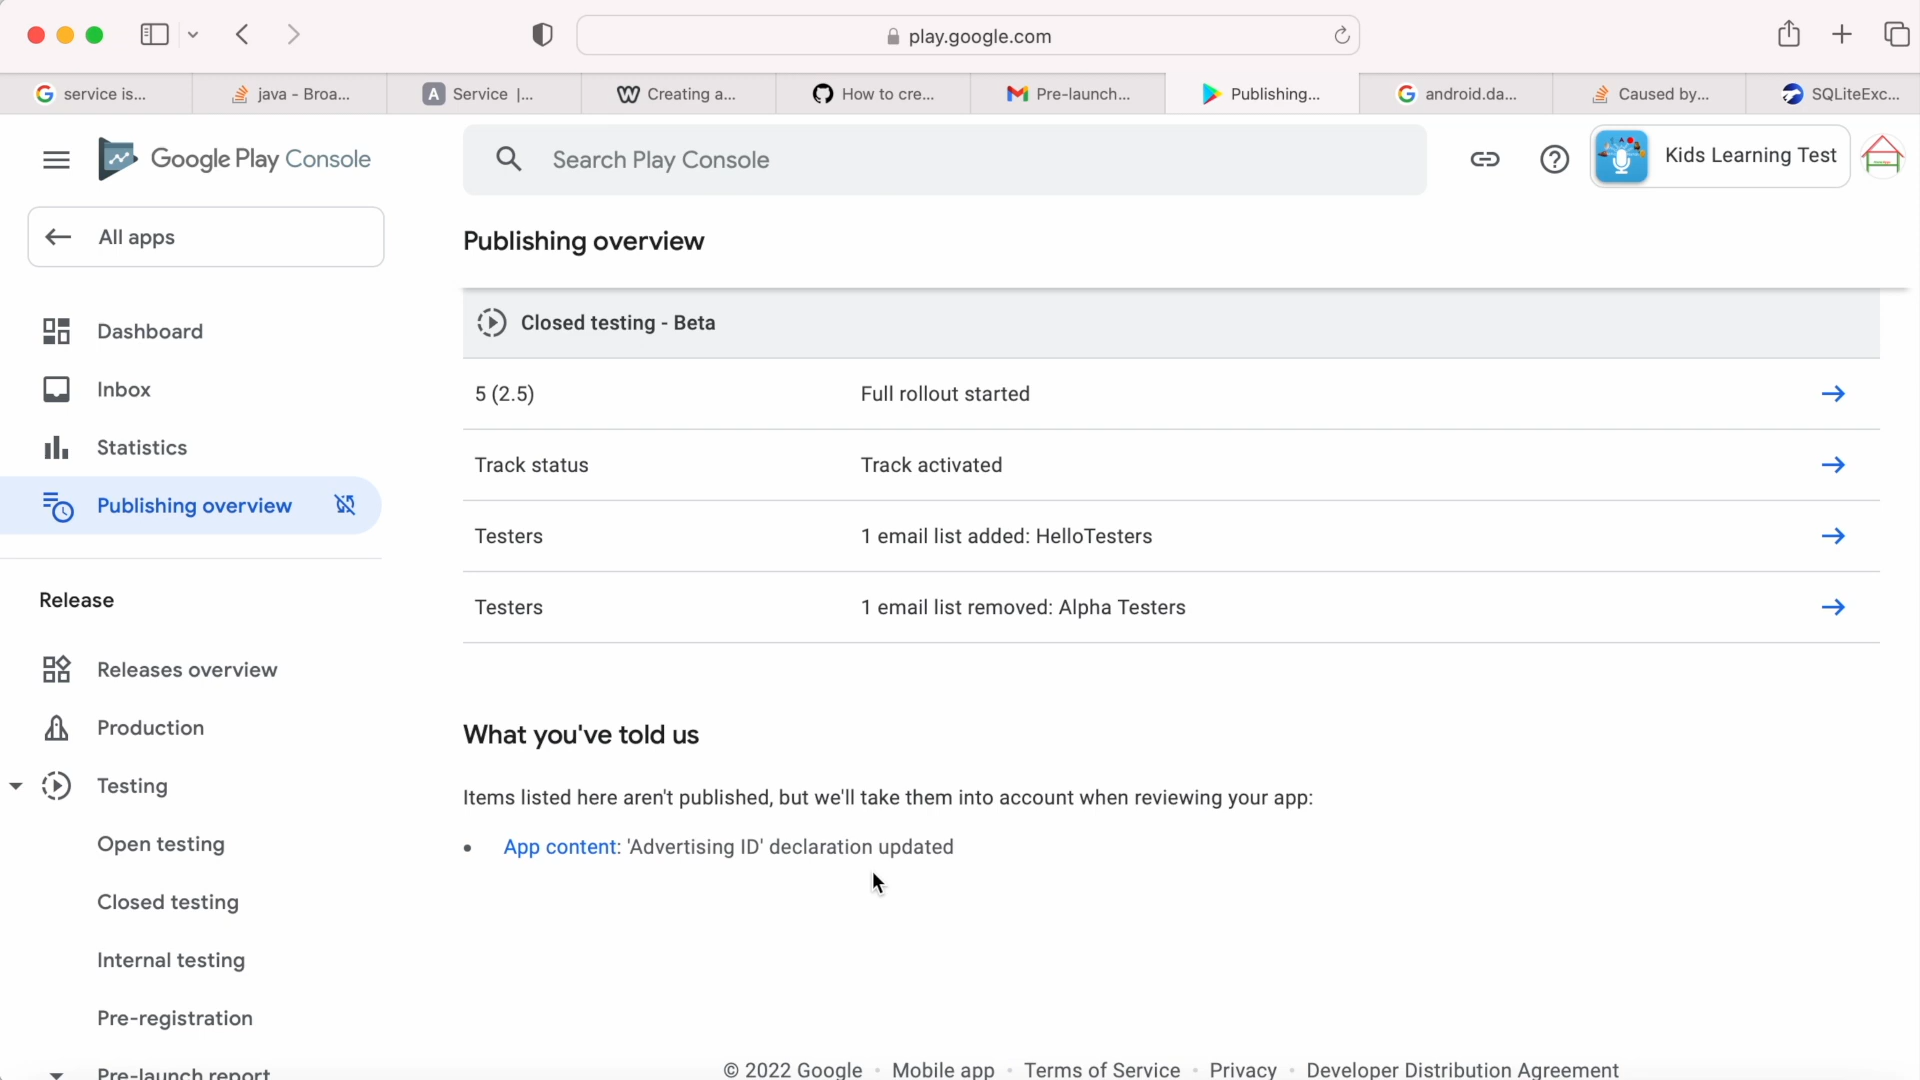 play.google.com
service is...
java - Broa...
A Service |...
Creating a...
How to cre...
Pre-launch...
Publishing...
android.da...
Caused by...
SQLiteExc...
Google Play Console
Search Play Console
Kids Learning Test
All apps
Publishing overview
Dashboard
Inbox
Statistics
Publishing overview
Release
Releases overview
Production
Testing
Open testing
Closed testing
Internal testing
Pre-registration
Pre-launch report
Closed testing - Beta
5 (2.5) Full rollout started
Track status Track activated
Testers 1 email list added: HelloTesters
Testers 1 email list removed: Alpha Testers
What you've told us
Items listed here aren't published, but we'll take them into account when reviewing your app:
• App content: 'Advertising ID' declaration updated
© 2022 Google · Mobile app · Terms of Service · Privacy · Developer Distribution Agreement